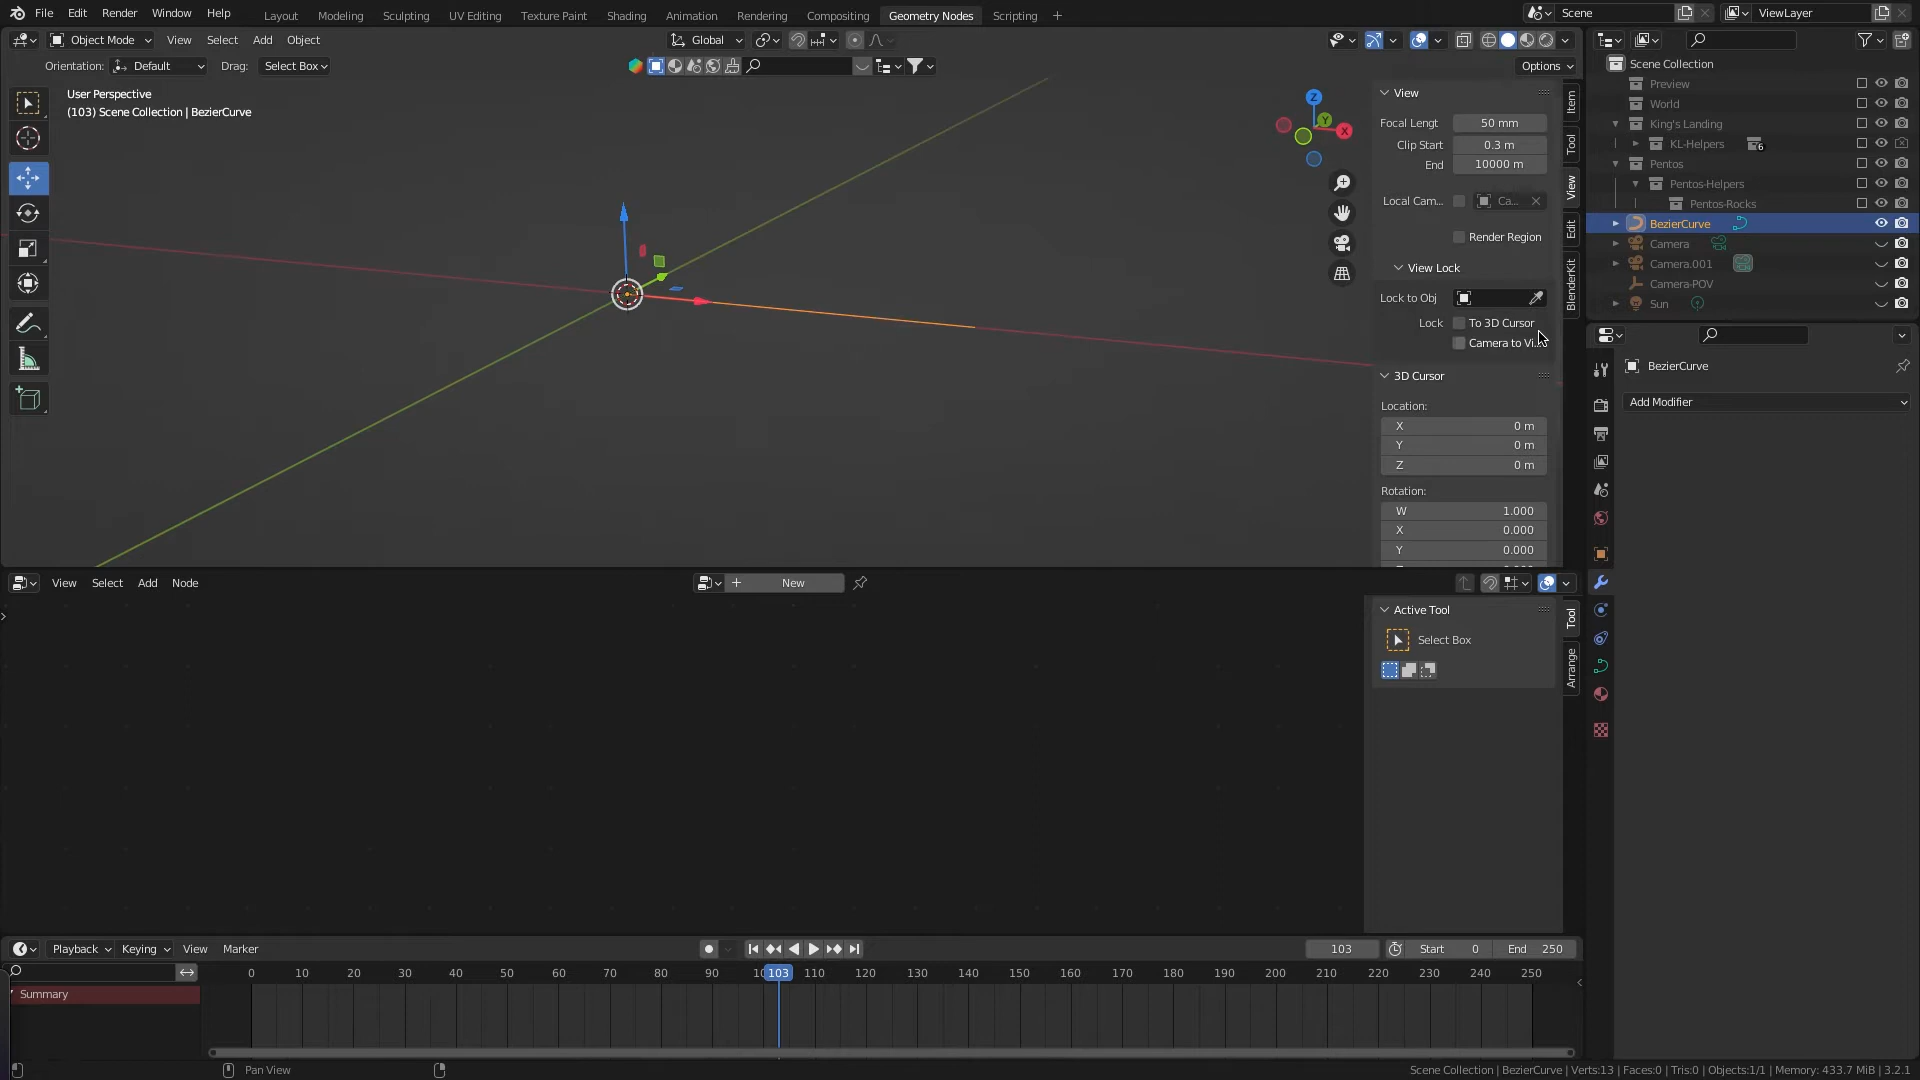 File Edit Render Window Help Layout Modeling Sculpting UV Editing Texture Paint Shading Animation Rendering Compositing Geometry Nodes Scripting Scene ViewLayer
Object Mode View Select Add Object Global
Orientation: Default Drag: Select Box Options
User Perspective
(103) Scene Collection | BezierCurve
Z
Y
X
View
Focal Lengt 50 mm
Clip Start 0.3 m
End 10000 m
Local Cam... Ca...
Render Region
View Lock
Lock to Obj
Lock To 3D Cursor
Camera to Vi...
3D Cursor
Location:
X 0 m
Y 0 m
Z 0 m
Rotation:
W 1.000
X 0.000
Y 0.000
Item
Tool
View
Edit
BlenderKit
Scene Collection
Preview
World
King's Landing
KL-Helpers 6
Pentos
Pentos-Helpers
Pentos-Rocks
BezierCurve
Camera
Camera.001
Camera-POV
Sun
BezierCurve
Add Modifier
View Select Add Node New
Active Tool
Select Box
Tool
Arrange
Playback Keying View Marker 103 Start 0 End 250
0 10 20 30 40 50 60 70 80 90 10 103 110 120 130 140 150 160 170 180 190 200 210 220 230 240 250
Summary
Pan View
Scene Collection | BezierCurve | Verts:13 | Faces:0 | Tris:0 | Objects:1/1 | Memory: 433.7 MiB | 3.2.1